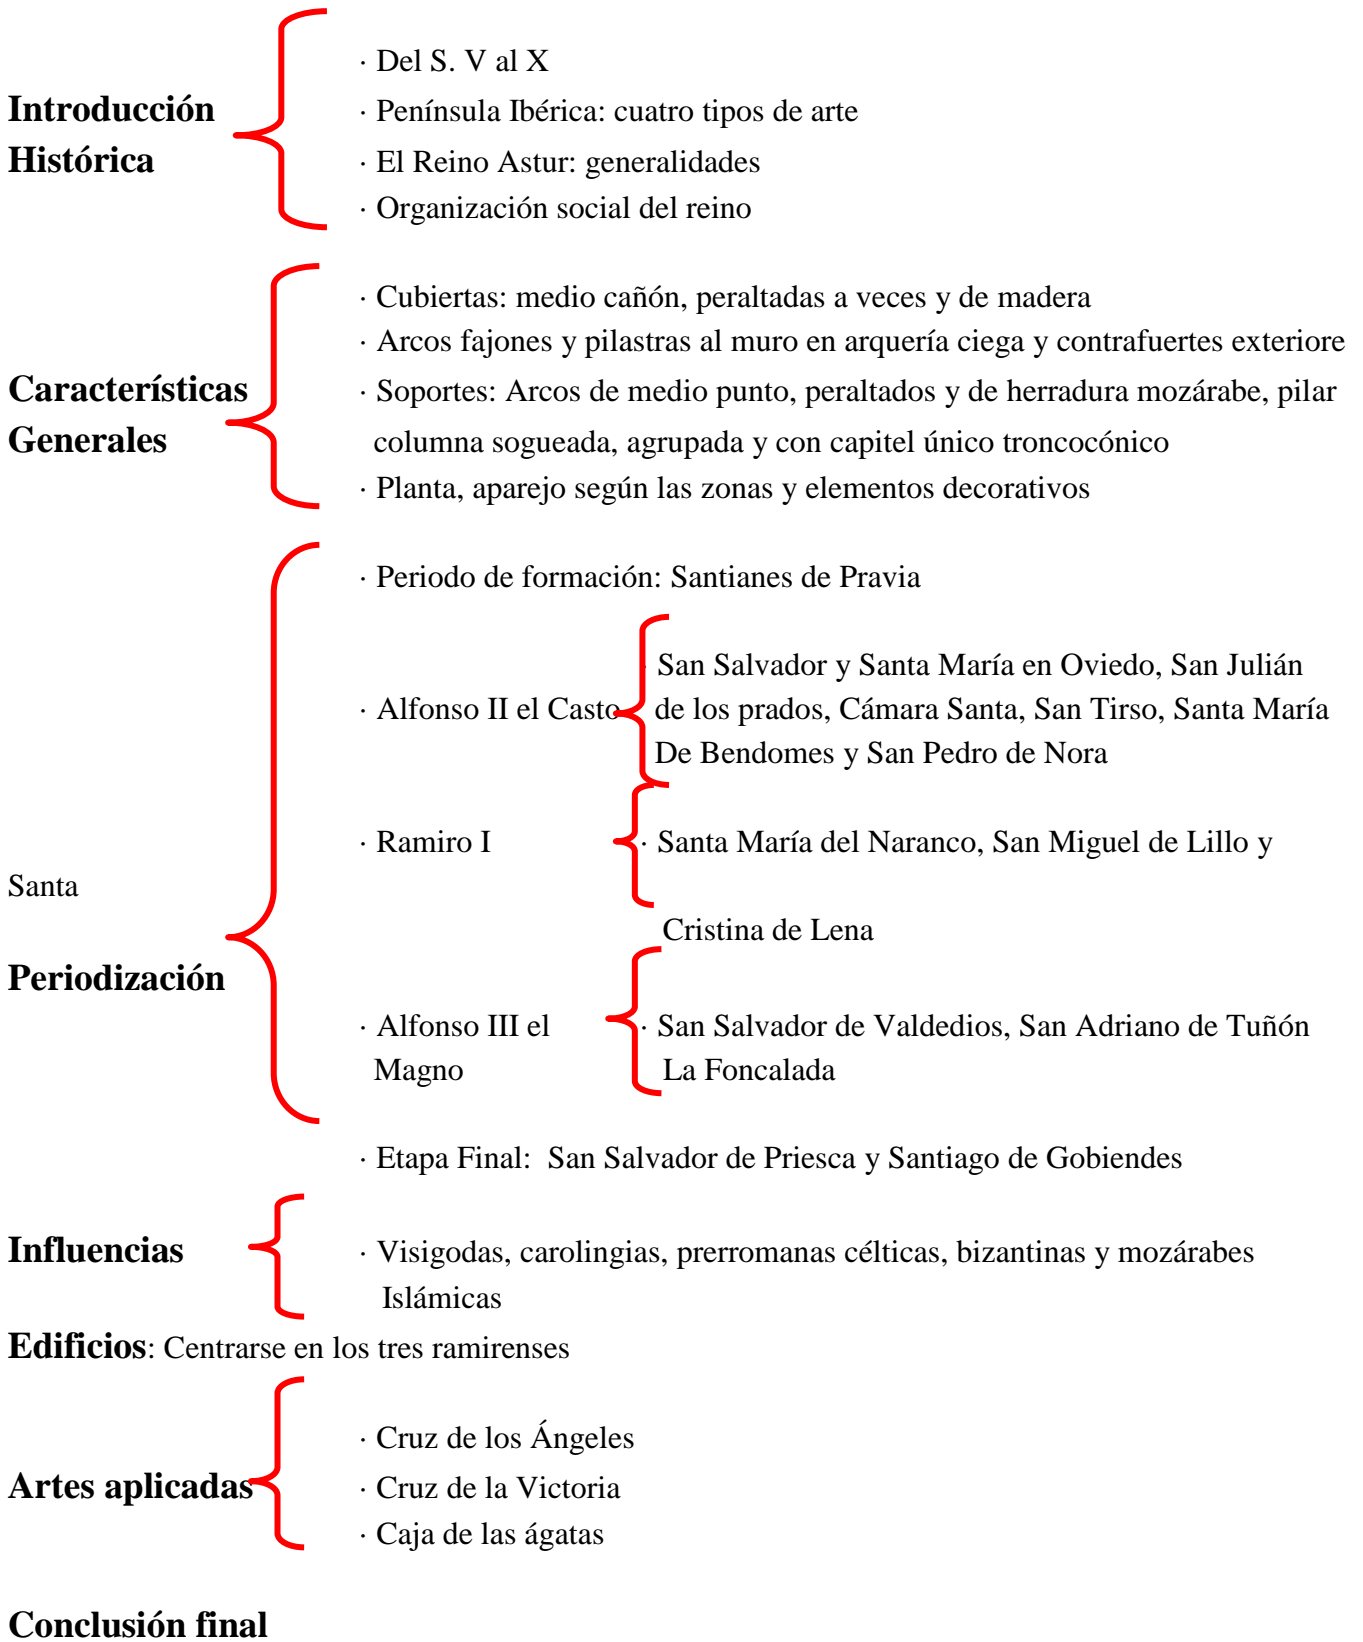 · Del S. V al X
Introducción · Península Ibérica: cuatro tipos de arte
Histórica · El Reino Astur: generalidades
· Organización social del reino
· Cubiertas: medio cañón, peraltadas a veces y de madera
· Arcos fajones y pilastras al muro en arquería ciega y contrafuertes exteriore
Características · Soportes: Arcos de medio punto, peraltados y de herradura mozárabe, pilar
Generales columna sogueada, agrupada y con capitel único troncocónico
· Planta, aparejo según las zonas y elementos decorativos
· Periodo de formación: Santianes de Pravia
· San Salvador y Santa María en Oviedo, San Julián
· Alfonso II el Casto de los prados, Cámara Santa, San Tirso, Santa María
De Bendomes y San Pedro de Nora
· Ramiro I · Santa María del Naranco, San Miguel de Lillo y
Santa
Cristina de Lena
Periodización
· Alfonso III el · San Salvador de Valdedios, San Adriano de Tuñón
Magno La Foncalada
· Etapa Final: San Salvador de Priesca y Santiago de Gobiendes
Influencias · Visigodas, carolingias, prerromanas célticas, bizantinas y mozárabes
Islámicas
Edificios: Centrarse en los tres ramirenses
· Cruz de los Ángeles
Artes aplicadas · Cruz de la Victoria
· Caja de las ágatas
Conclusión final